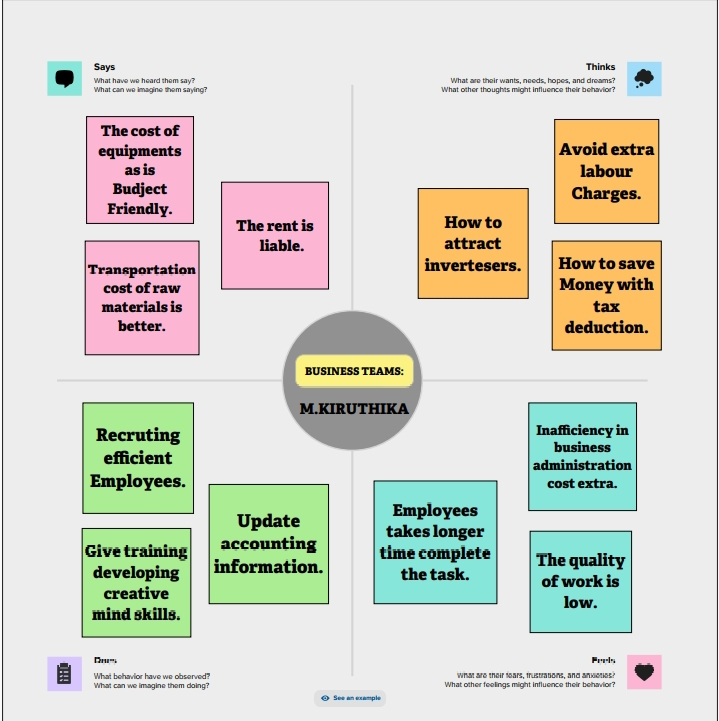 Says
What have we heard them say?
What can we imagine them saying?
Thinks
What are their wants, needs, hopes, and dreams?
What other thoughts might influence their behavior?
The cost of
equipments
as is
Budject
Friendly.
The rent is
liable.
Transportation
cost of raw
materials is
better.
Avoid extra
labour
Charges.
How to
attract
invertesers.
How to save
Money with
tax
deduction.
BUSINESS TEAMS:
M.KIRUTHIKA
Recruting
efficient
Employees.
Update
accounting
information.
Give training
developing
creative
mind skills.
Inafficiency in
business
administration
cost extra.
Employees
takes longer
time complete
the task.
The quality
of work is
low.
Does
What behavior have we observed?
What can we imagine them doing?
Feels
What are their fears, frustrations, and anxieties?
What other feelings might influence their behavior?
See an example